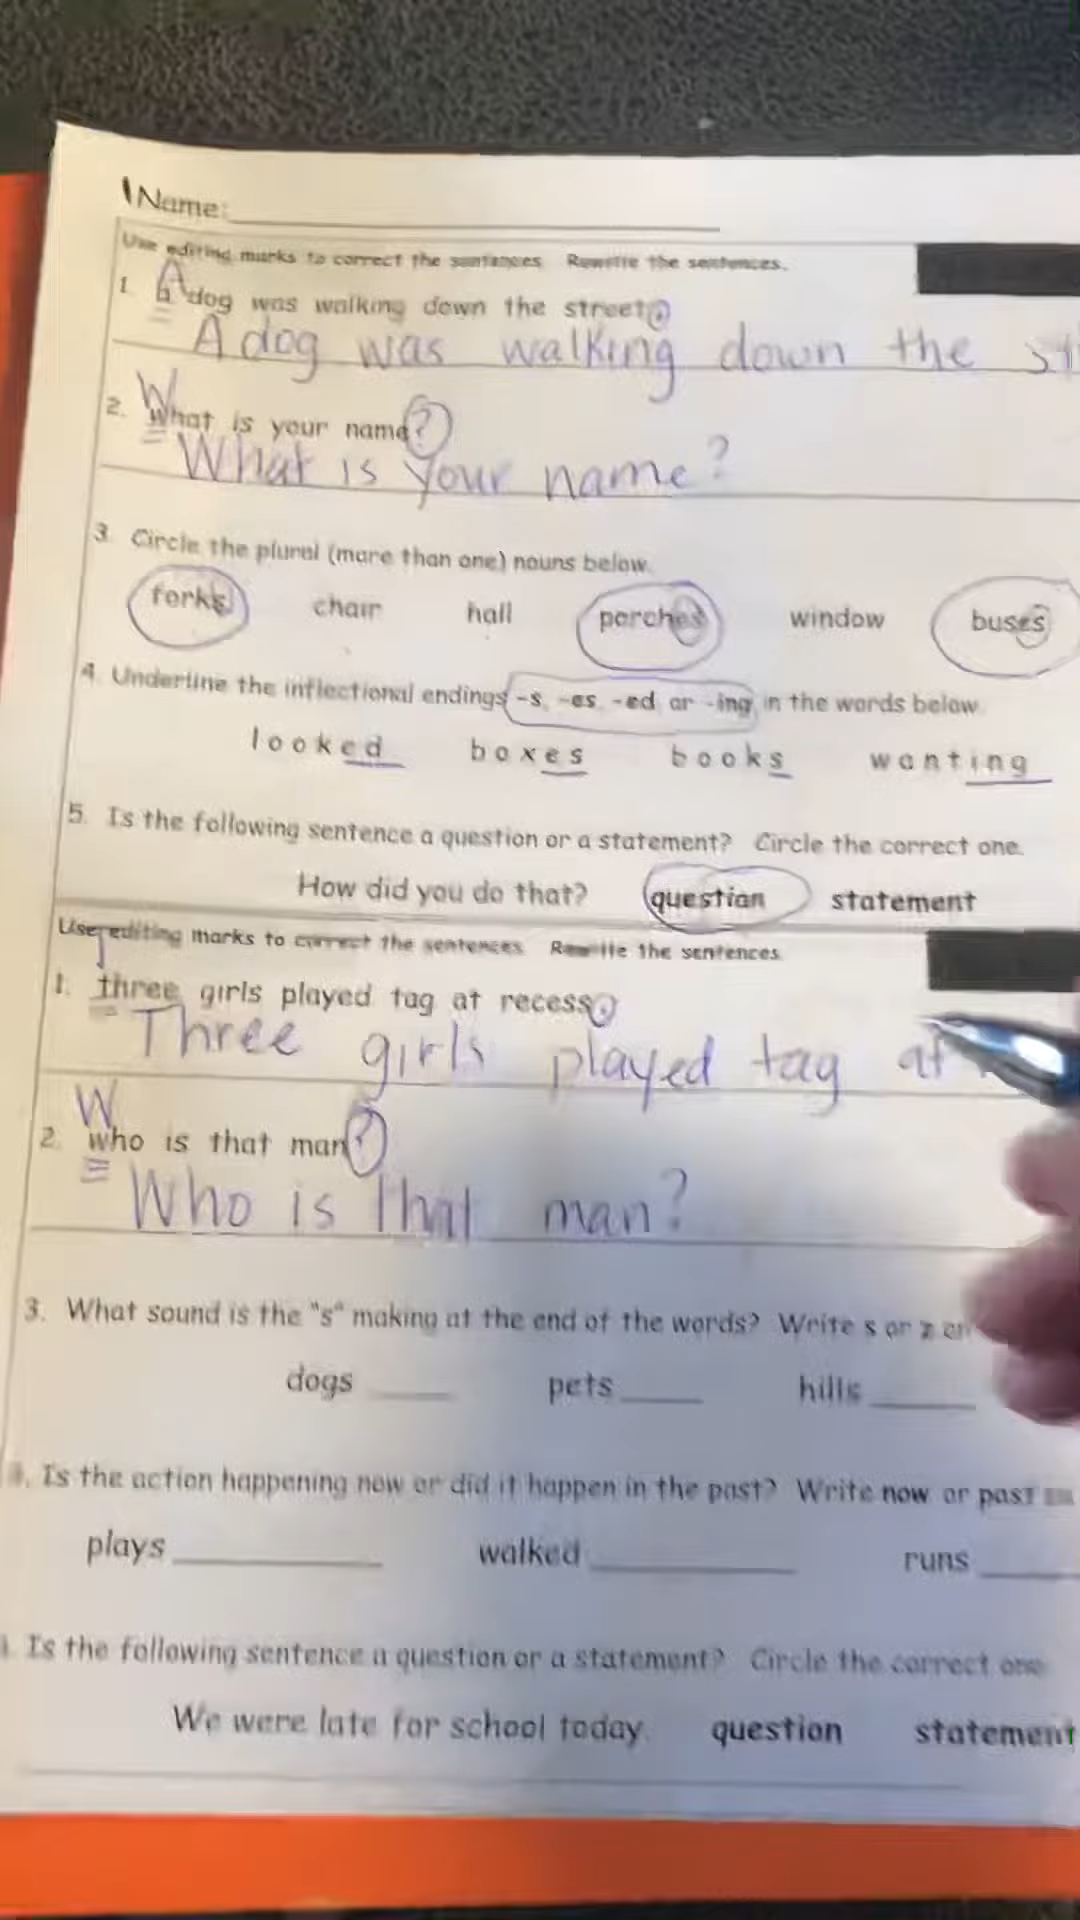 Name:
Use editing marks to correct the sentences. Rewrite the sentences.
A
1. a dog was walking down the street.
A dog was walking down the
W
2. what is your name?
What is your name?
3. Circle the plural (more than one) nouns below.
forks chair hall porches window buses
4. Underline the inflectional endings -s, -es, -ed or -ing in the words below.
looked boxes books wanting
5. Is the following sentence a question or a statement? Circle the correct one.
How did you do that? question statement
Use editing marks to correct the sentences. Rewrite the sentences.
T
1. three girls played tag at recess.
Three girls played tag at
W
2. who is that man?
Who is that man?
3. What sound is the "s" making at the end of the words? Write s or z
dogs pets hills
Is the action happening now or did it happen in the past? Write now or past
plays walked runs
Is the following sentence a question or a statement? Circle the correct one
We were late for school today. question statement